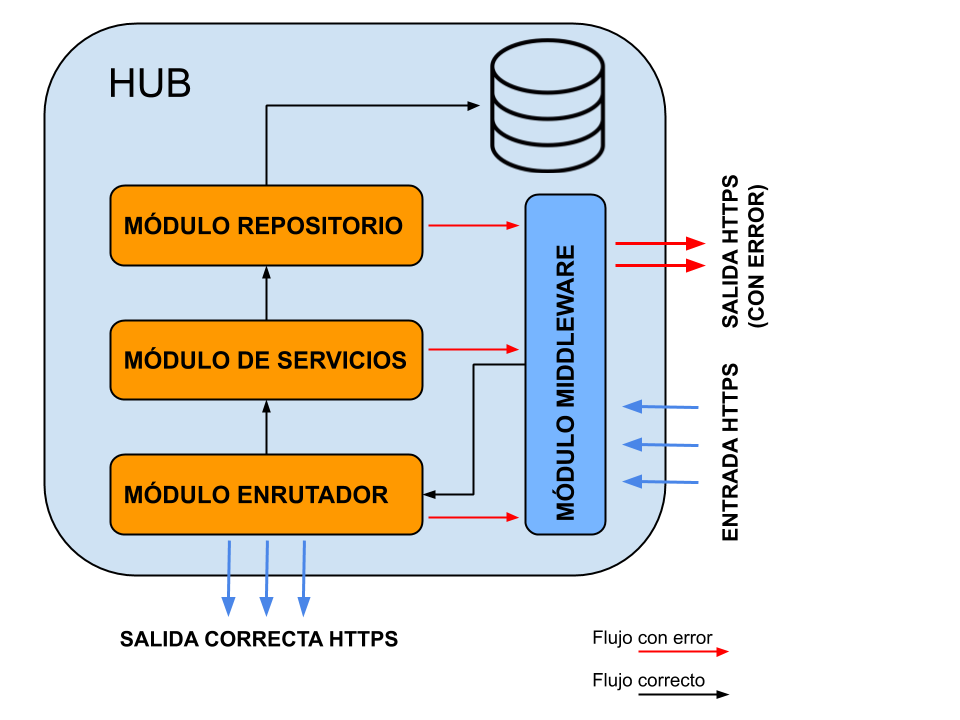 HUB
MÓDULO REPOSITORIO
MÓDULO DE SERVICIOS
MÓDULO ENRUTADOR
MÓDULO MIDDLEWARE
SALIDA HTTPS
(CON ERROR)
ENTRADA HTTPS
SALIDA CORRECTA HTTPS
Flujo con error
Flujo correcto